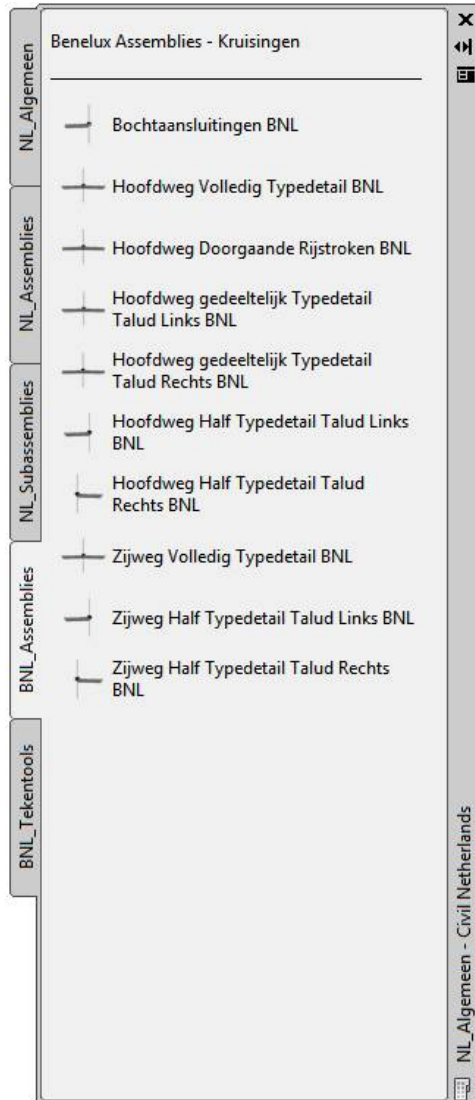 Benelux Assemblies - Kruisingen
Bochtaansluitingen BNL
Hoofdweg Volledig Typedetail BNL
Hoofdweg Doorgaande Rijstroken BNL
Hoofdweg gedeeltelijk Typedetail
Talud Links BNL
Hoofdweg gedeeltelijk Typedetail
Talud Rechts BNL
Hoofdweg Half Typedetail Talud Links
BNL
Hoofdweg Half Typedetail Talud
Rechts BNL
Zijweg Volledig Typedetail BNL
Zijweg Half Typedetail Talud Links BNL
Zijweg Half Typedetail Talud Rechts
BNL
NL_Algemeen
NL_Assemblies
NL_Subassemblies
BNL_Assemblies
BNL_Tekentools
NL_Algemeen - Civil Netherlands